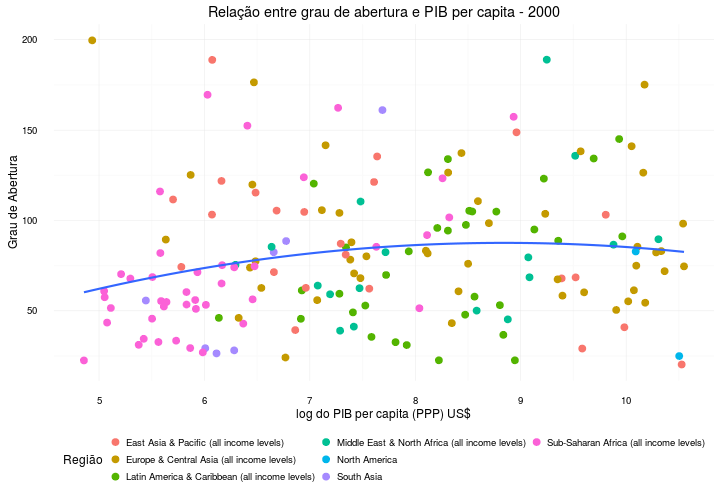 Relação entre grau de abertura e PIB per capita - 2000
Grau de Abertura
200
150
100
50
5 6 7 8 9 10
log do PIB per capita (PPP) US$
Região
East Asia & Pacific (all income levels)
Europe & Central Asia (all income levels)
Latin America & Caribbean (all income levels)
Middle East & North Africa (all income levels)
North America
South Asia
Sub-Saharan Africa (all income levels)